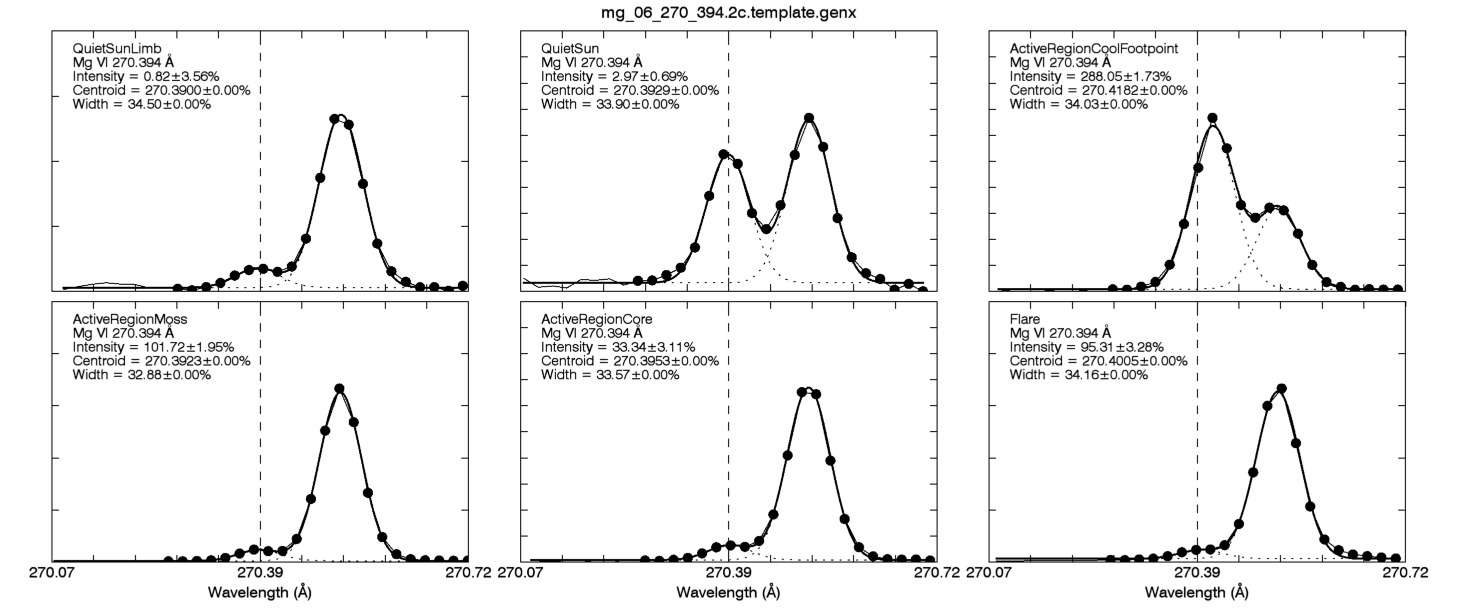 mg_06_270_394.2c.template.genx
QuietSunLimb
Mg VI 270.394 Å
Intensity = 0.82±3.56%
Centroid = 270.3900±0.00%
Width = 34.50±0.00%
QuietSun
Mg VI 270.394 Å
Intensity = 2.97±0.69%
Centroid = 270.3929±0.00%
Width = 33.90±0.00%
ActiveRegionCoolFootpoint
Mg VI 270.394 Å
Intensity = 288.05±1.73%
Centroid = 270.4182±0.00%
Width = 34.03±0.00%
ActiveRegionMoss
Mg VI 270.394 Å
Intensity = 101.72±1.95%
Centroid = 270.3923±0.00%
Width = 32.88±0.00%
ActiveRegionCore
Mg VI 270.394 Å
Intensity = 33.34±3.11%
Centroid = 270.3953±0.00%
Width = 33.57±0.00%
Flare
Mg VI 270.394 Å
Intensity = 95.31±3.28%
Centroid = 270.4005±0.00%
Width = 34.16±0.00%
270.07 270.39 270.72 270.07 270.39 270.72 270.07 270.39 270.72
Wavelength (Å) Wavelength (Å) Wavelength (Å)